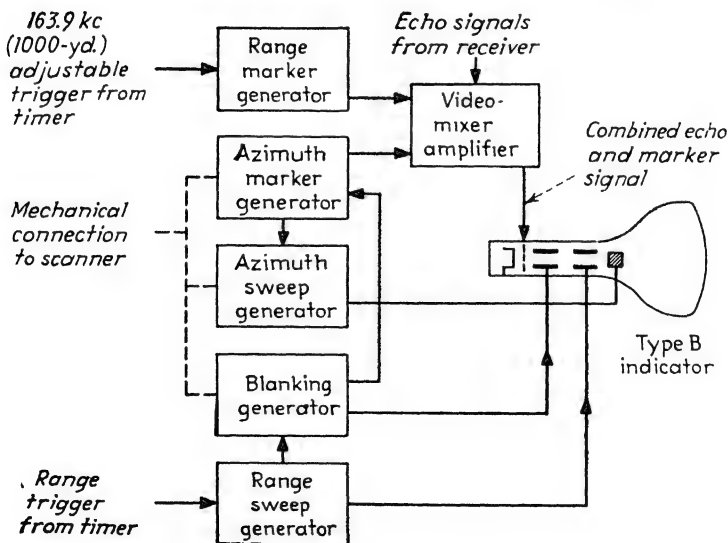 163.9 kc
(1000-yd.)
adjustable
trigger from
timer
Range
marker
generator
Echo signals
from receiver
Video-
mixer
amplifier
Combined echo
and marker
signal
Azimuth
marker
generator
Mechanical
connection
to scanner
Azimuth
sweep
generator
Type B
indicator
Blanking
generator
Range
trigger
from timer
Range
sweep
generator